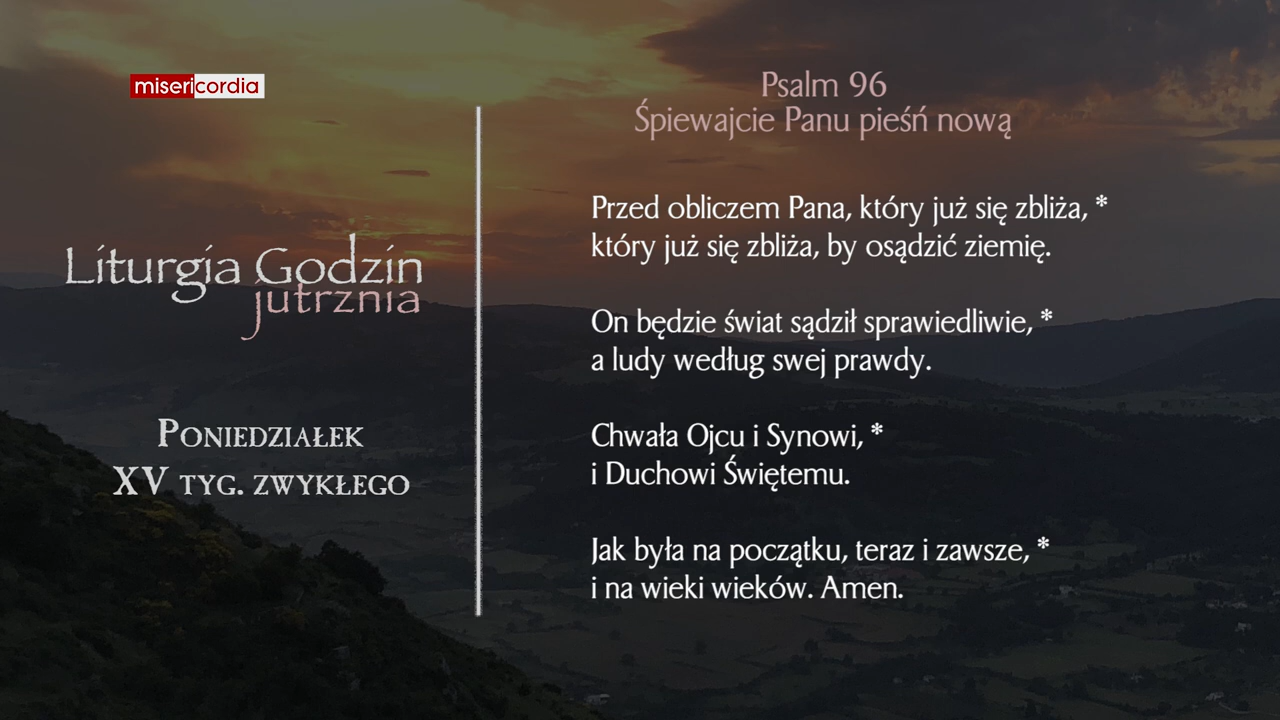 misericordia
Liturgia Godzin
jutrznia
Poniedziałek
XV tyg. zwykłego
Psalm 96
Śpiewajcie Panu pieśń nową
Przed obliczem Pana, który już się zbliża, *
który już się zbliża, by osądzić ziemię.
On będzie świat sądził sprawiedliwie, *
a ludy według swej prawdy.
Chwała Ojcu i Synowi, *
i Duchowi Świętemu.
Jak była na początku, teraz i zawsze, *
i na wieki wieków. Amen.